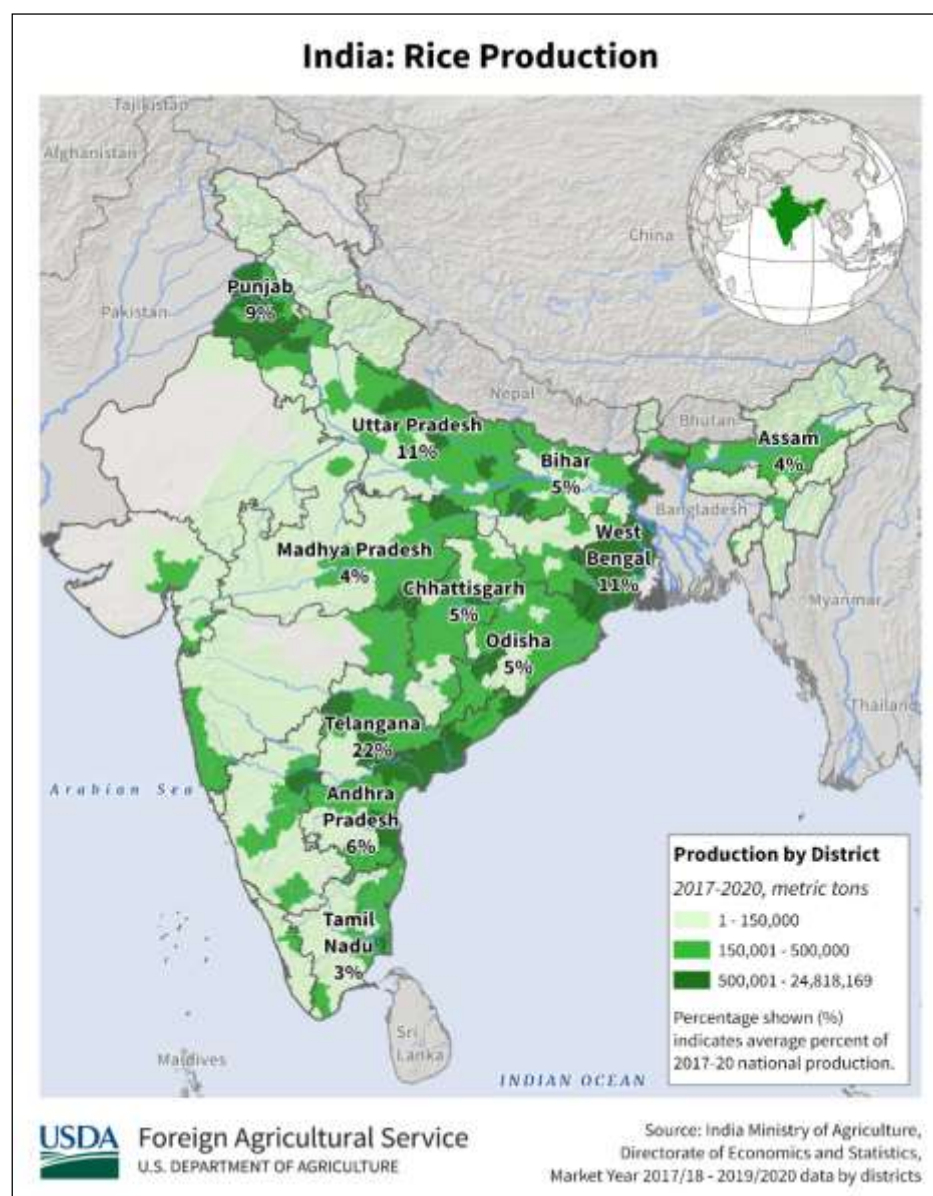 India: Rice Production
Tajikistan
Afghanistan
China
Pakistan
Punjab
9%
Nepal
Bhutan
Uttar Pradesh
11%
Assam
4%
Bihar
5%
Bangladesh
West
Bengal
11%
Madhya Pradesh
4%
Chhattisgarh
5%
Myanmar
Odisha
5%
Thailand
Telangana
22%
Arabian Sea
Andhra
Pradesh
6%
Tamil
Nadu
3%
Sri
Lanka
Maldives
INDIAN OCEAN
Production by District
2017-2020, metric tons
1 - 150,000
150,001 - 500,000
500,001 - 24,818,169
Percentage shown (%)
indicates average percent of
2017-20 national production.
USDA
Foreign Agricultural Service
U.S. DEPARTMENT OF AGRICULTURE
Source: India Ministry of Agriculture,
Directorate of Economics and Statistics,
Market Year 2017/18 - 2019/2020 data by districts